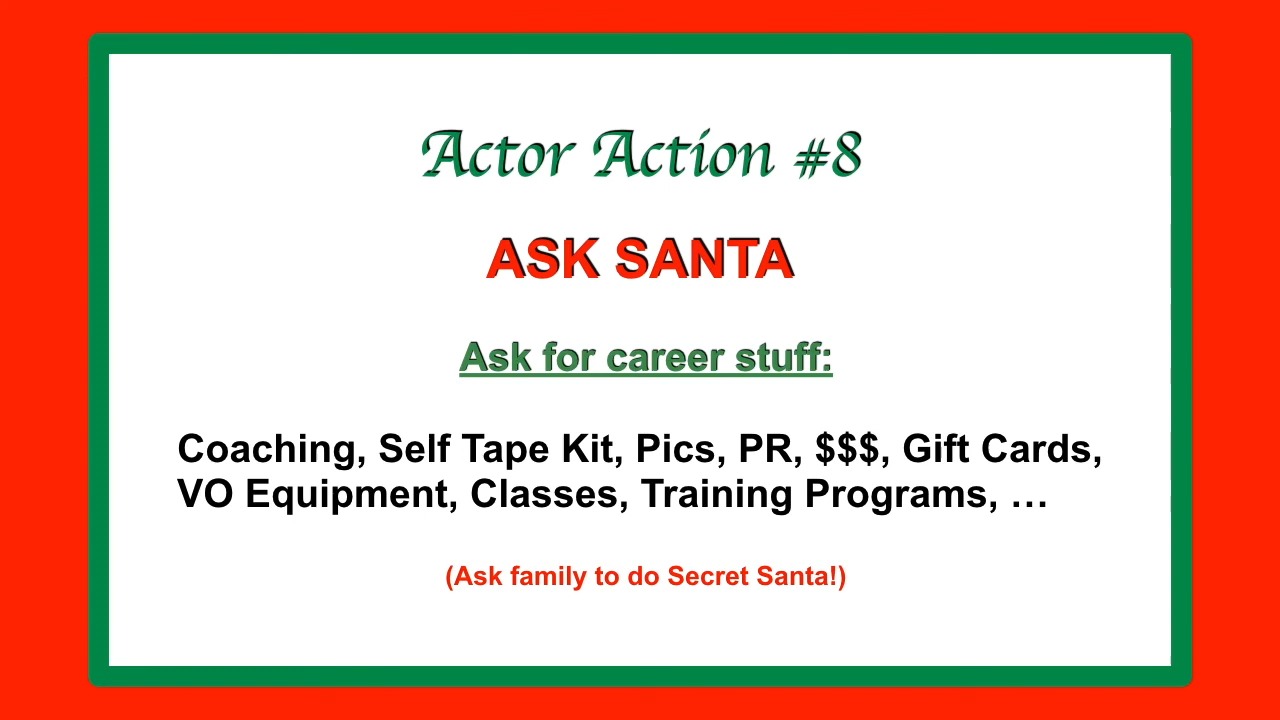 Actor Action #8
ASK SANTA
Ask for career stuff:
Coaching, Self Tape Kit, Pics, PR, $$$, Gift Cards,
VO Equipment, Classes, Training Programs, …
(Ask family to do Secret Santa!)